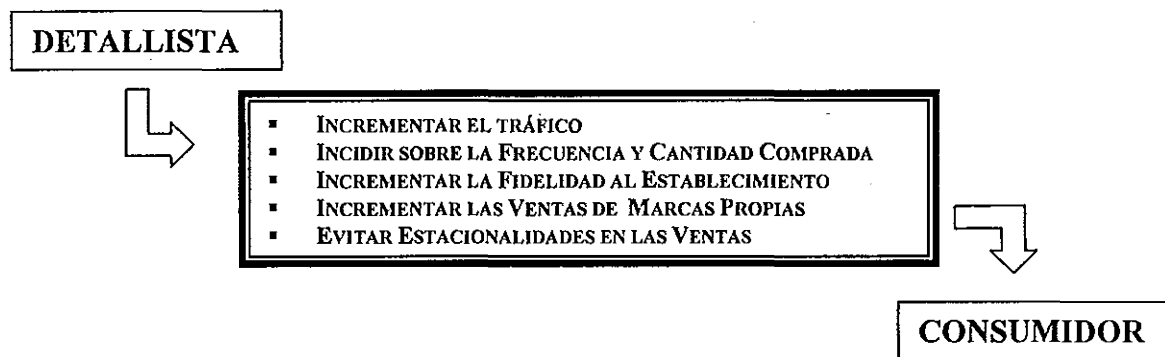 DETALLISTA
▪ INCREMENTAR EL TRÁFICO
▪ INCIDIR SOBRE LA FRECUENCIA Y CANTIDAD COMPRADA
▪ INCREMENTAR LA FIDELIDAD AL ESTABLECIMIENTO
▪ INCREMENTAR LAS VENTAS DE MARCAS PROPIAS
▪ EVITAR ESTACIONALIDADES EN LAS VENTAS
CONSUMIDOR